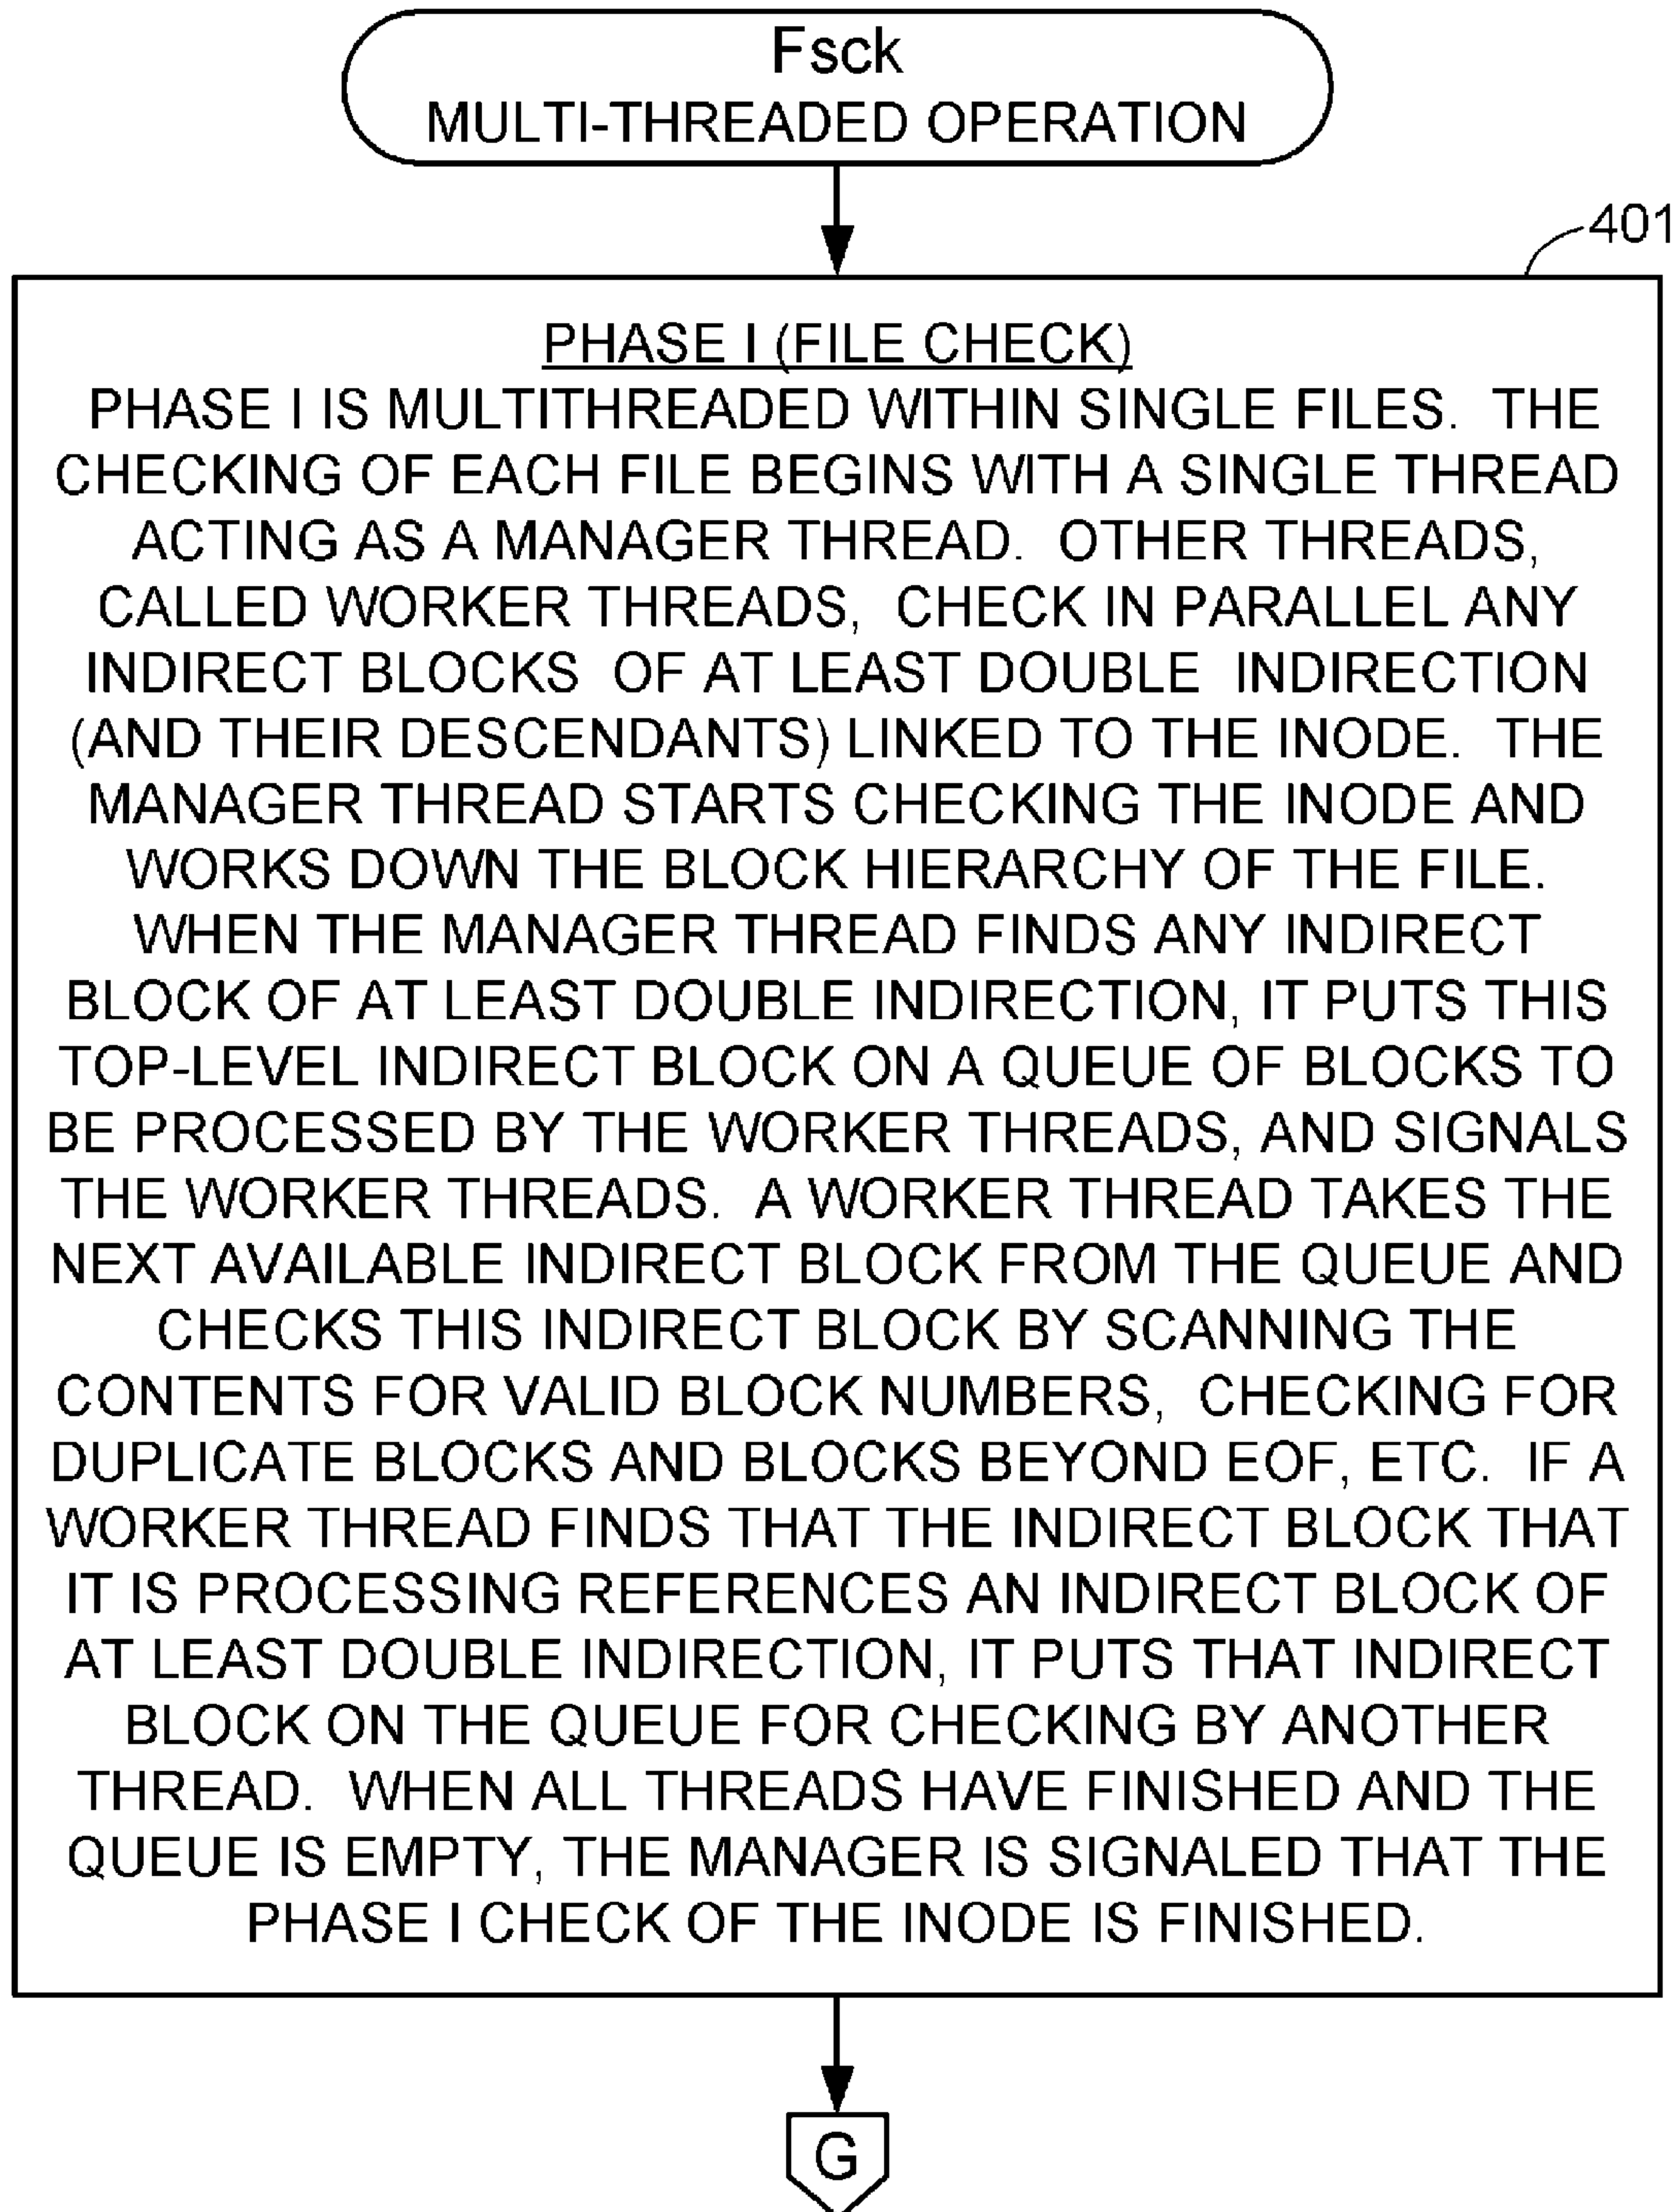 Fsck
MULTI-THREADED OPERATION
401
PHASE I (FILE CHECK)
PHASE I IS MULTITHREADED WITHIN SINGLE FILES. THE
CHECKING OF EACH FILE BEGINS WITH A SINGLE THREAD
ACTING AS A MANAGER THREAD. OTHER THREADS,
CALLED WORKER THREADS, CHECK IN PARALLEL ANY
INDIRECT BLOCKS OF AT LEAST DOUBLE INDIRECTION
(AND THEIR DESCENDANTS) LINKED TO THE INODE. THE
MANAGER THREAD STARTS CHECKING THE INODE AND
WORKS DOWN THE BLOCK HIERARCHY OF THE FILE.
WHEN THE MANAGER THREAD FINDS ANY INDIRECT
BLOCK OF AT LEAST DOUBLE INDIRECTION, IT PUTS THIS
TOP-LEVEL INDIRECT BLOCK ON A QUEUE OF BLOCKS TO
BE PROCESSED BY THE WORKER THREADS, AND SIGNALS
THE WORKER THREADS. A WORKER THREAD TAKES THE
NEXT AVAILABLE INDIRECT BLOCK FROM THE QUEUE AND
CHECKS THIS INDIRECT BLOCK BY SCANNING THE
CONTENTS FOR VALID BLOCK NUMBERS, CHECKING FOR
DUPLICATE BLOCKS AND BLOCKS BEYOND EOF, ETC. IF A
WORKER THREAD FINDS THAT THE INDIRECT BLOCK THAT
IT IS PROCESSING REFERENCES AN INDIRECT BLOCK OF
AT LEAST DOUBLE INDIRECTION, IT PUTS THAT INDIRECT
BLOCK ON THE QUEUE FOR CHECKING BY ANOTHER
THREAD. WHEN ALL THREADS HAVE FINISHED AND THE
QUEUE IS EMPTY, THE MANAGER IS SIGNALED THAT THE
PHASE I CHECK OF THE INODE IS FINISHED.
G